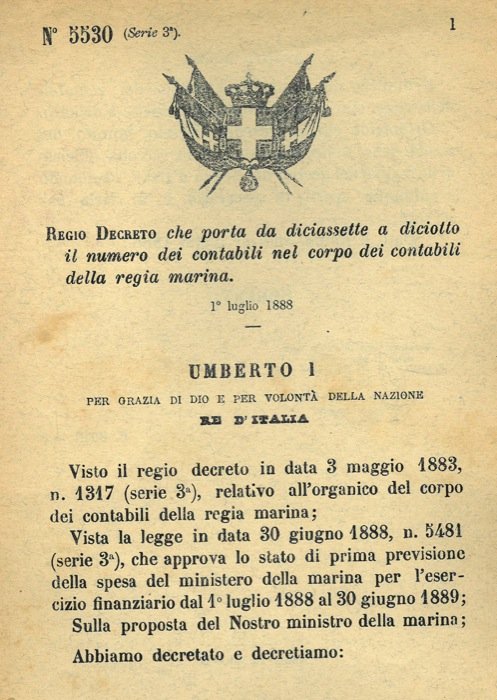 1
N° 5530 (Serie 3ª).
REGIO DECRETO che porta da diciassette a diciotto
il numero dei contabili nel corpo dei contabili
della regia marina.
1° luglio 1888
UMBERTO I
PER GRAZIA DI DIO E PER VOLONTÀ DELLA NAZIONE
RE D'ITALIA
Visto il regio decreto in data 3 maggio 1883,
n. 1317 (serie 3ª), relativo all'organico del corpo
dei contabili della regia marina;
Vista la legge in data 30 giugno 1888, n. 5481
(serie 3ª), che approva lo stato di prima previsione
della spesa del ministero della marina per l'eser-
cizio finanziario dal 1° luglio 1888 al 30 giugno 1889;
Sulla proposta del Nostro ministro della marina;
Abbiamo decretato e decretiamo: